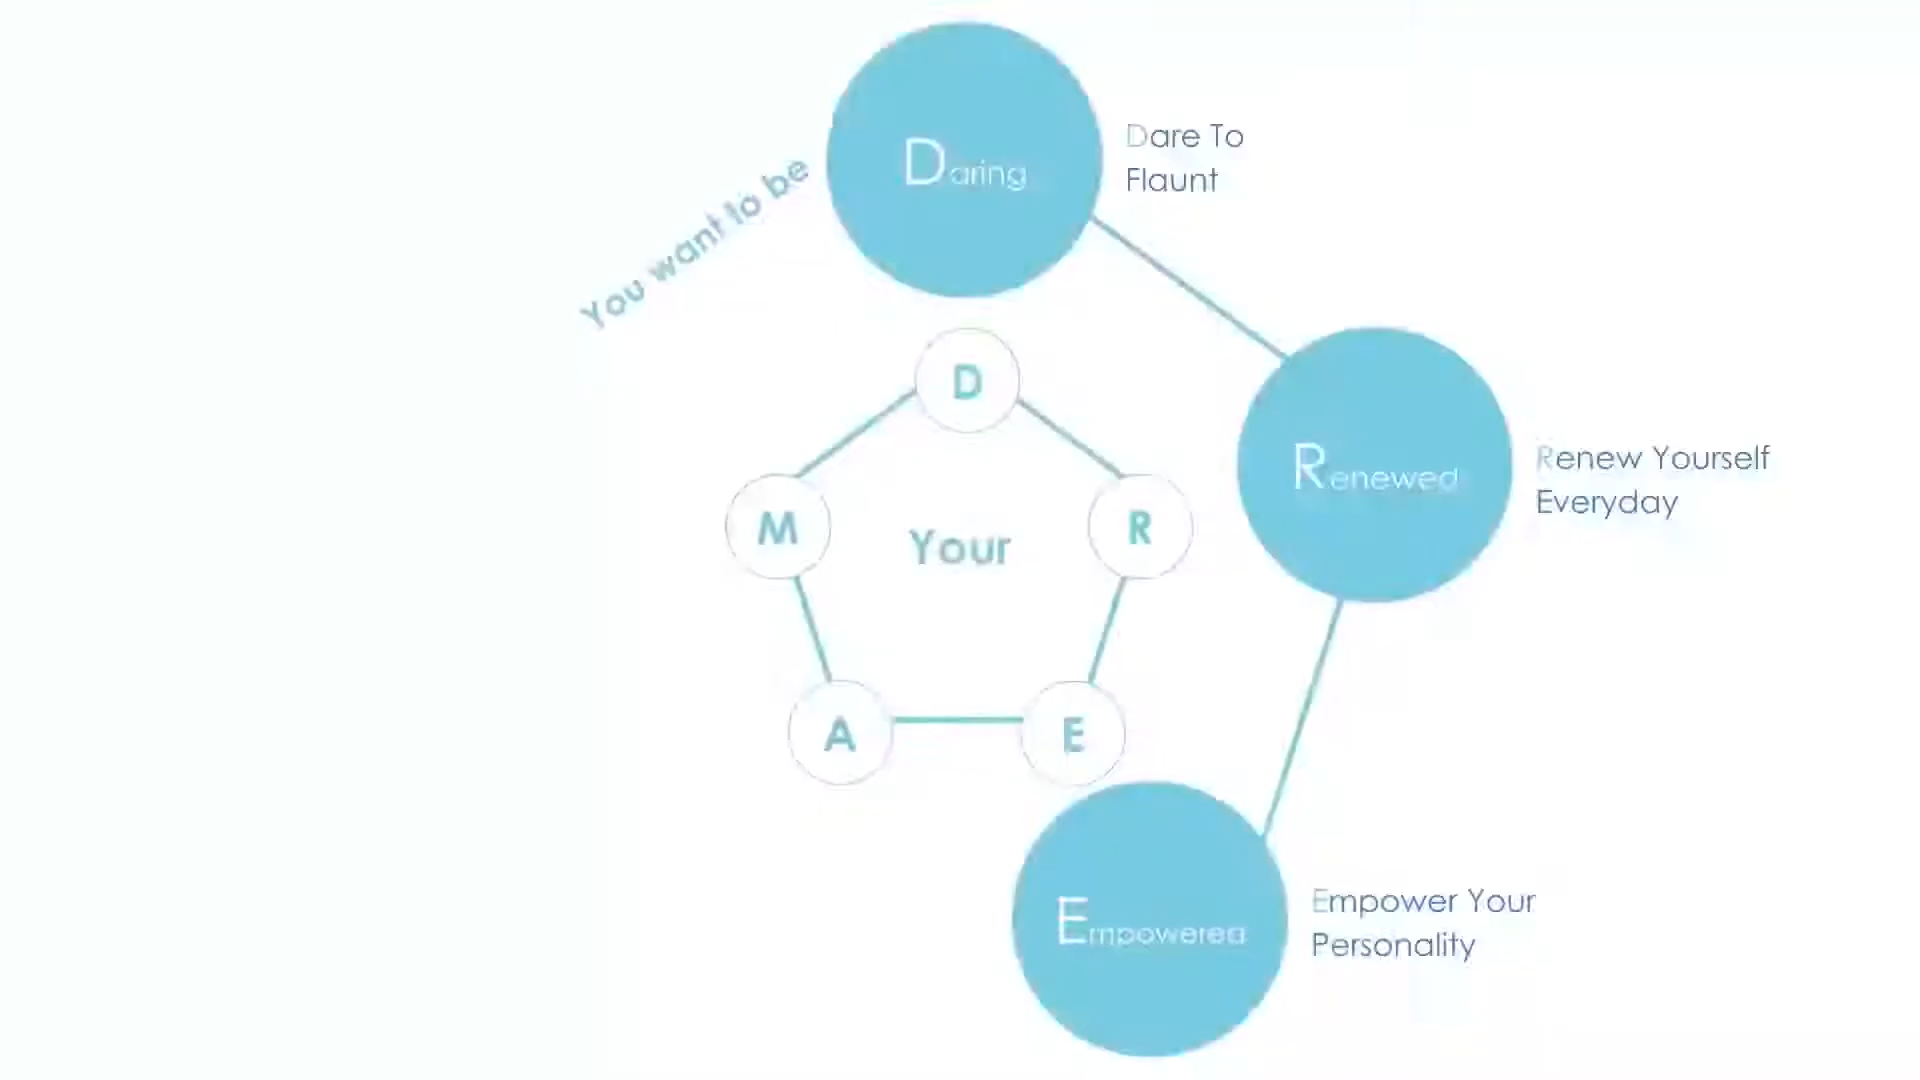 You want to be
Daring
Dare To
Flaunt
D
M
Your
R
A
E
Renewed
Renew Yourself
Everyday
Empowered
Empower Your
Personality